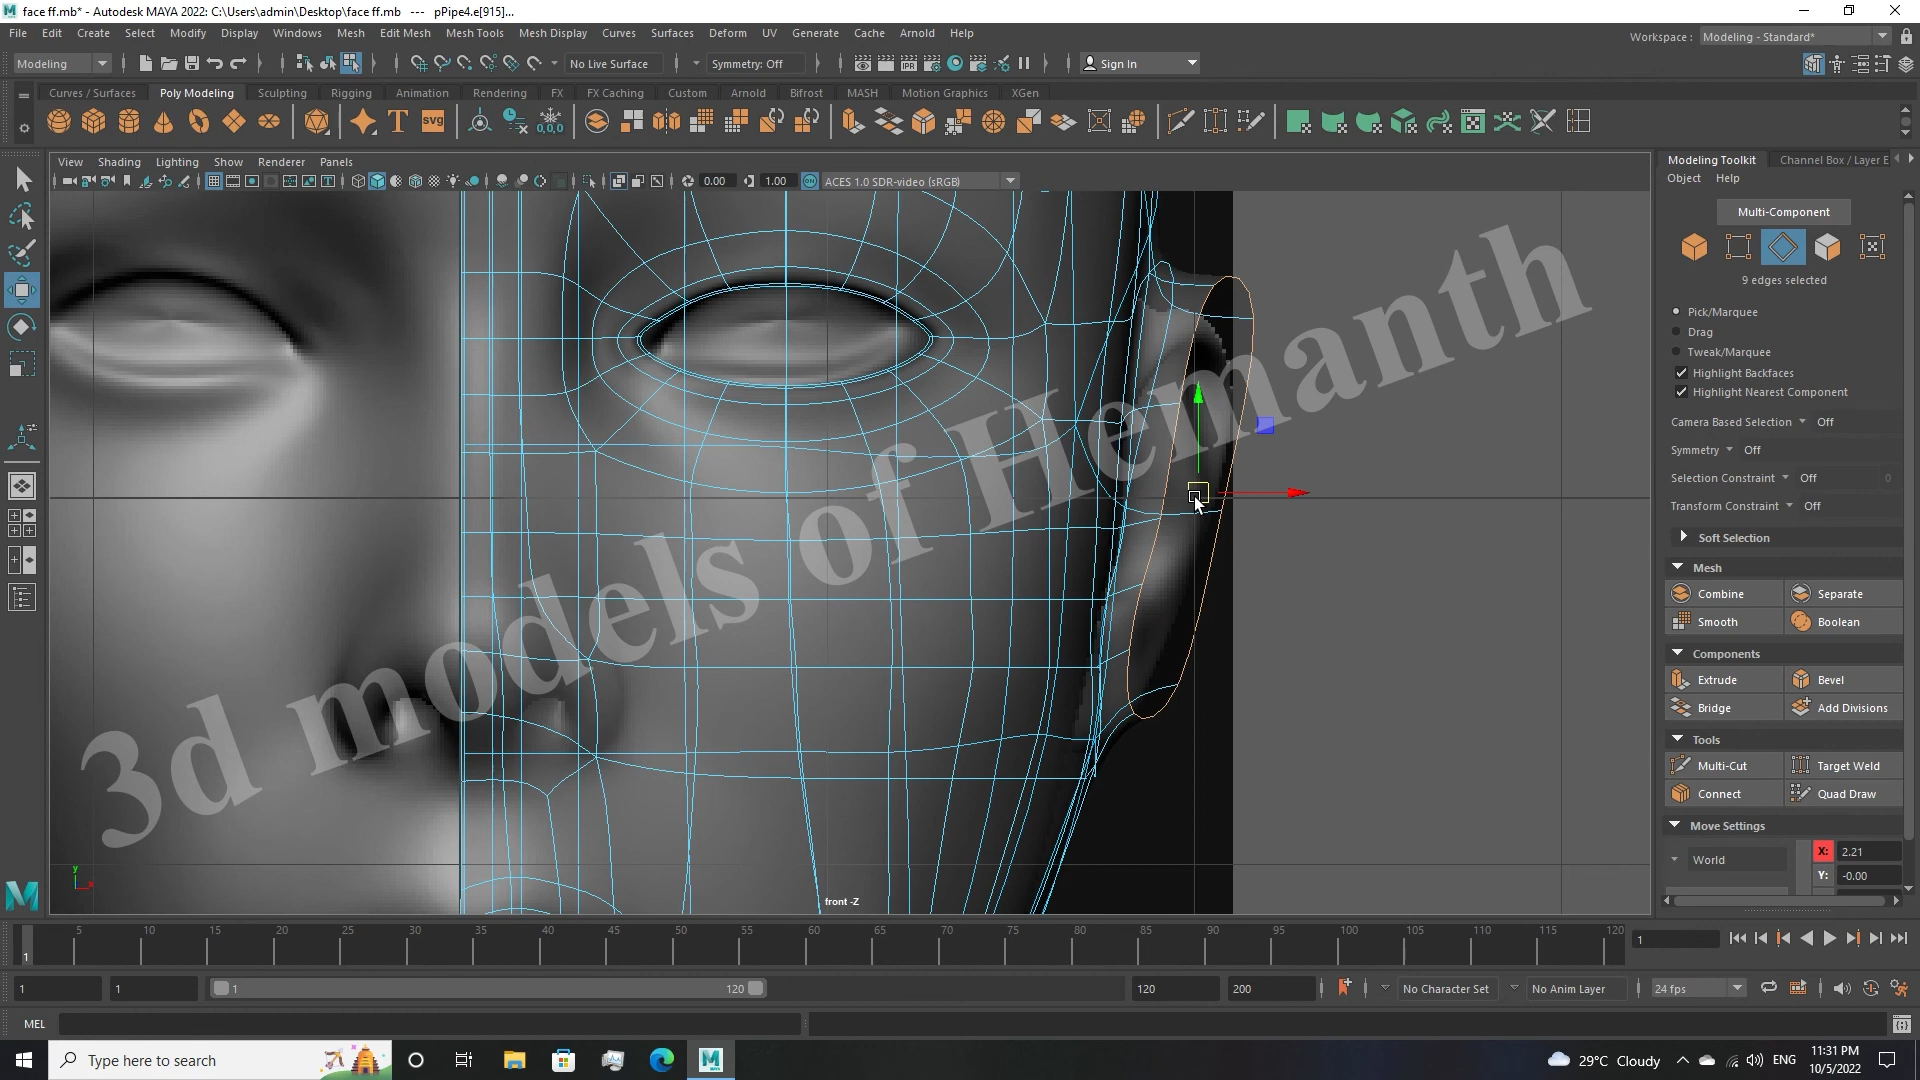 face ff.mb* - Autodesk MAYA 2022: C:\Users\admin\Desktop\face ff.mb --- pPipe4.e[915]...
File Edit Create Select Modify Display Windows Mesh Edit Mesh Mesh Tools Mesh Display Curves Surfaces Deform UV Generate Cache Arnold Help
Workspace : Modeling - Standard*
Modeling No Live Surface Symmetry: Off Sign In
Curves / Surfaces Poly Modeling Sculpting Rigging Animation Rendering FX FX Caching Custom Arnold Bifrost MASH Motion Graphics XGen
T SVG 0,0,0
View Shading Lighting Show Renderer Panels
0.00 1.00 ACES 1.0 SDR-video (sRGB)
Modeling Toolkit Channel Box / Layer E
Object Help
Multi-Component
9 edges selected
Pick/Marquee
Drag
Tweak/Marquee
Highlight Backfaces
Highlight Nearest Component
Camera Based Selection Off
Symmetry Off
Selection Constraint Off 0
Transform Constraint Off
Soft Selection
Mesh
Combine Separate
Smooth Boolean
Components
Extrude Bevel
Bridge Add Divisions
Tools
Multi-Cut Target Weld
Connect Quad Draw
Move Settings
World
X: 2.21
Y: -0.00
3d models of Hemanth
y
front -Z
5 10 15 20 25 30 35 40 45 50 55 60 65 70 75 80 85 90 95 100 105 110 115 120
1
1
1 1 1 120 120 200 No Character Set No Anim Layer 24 fps
MEL
Type here to search
29°C Cloudy
ENG
11:31 PM
10/5/2022